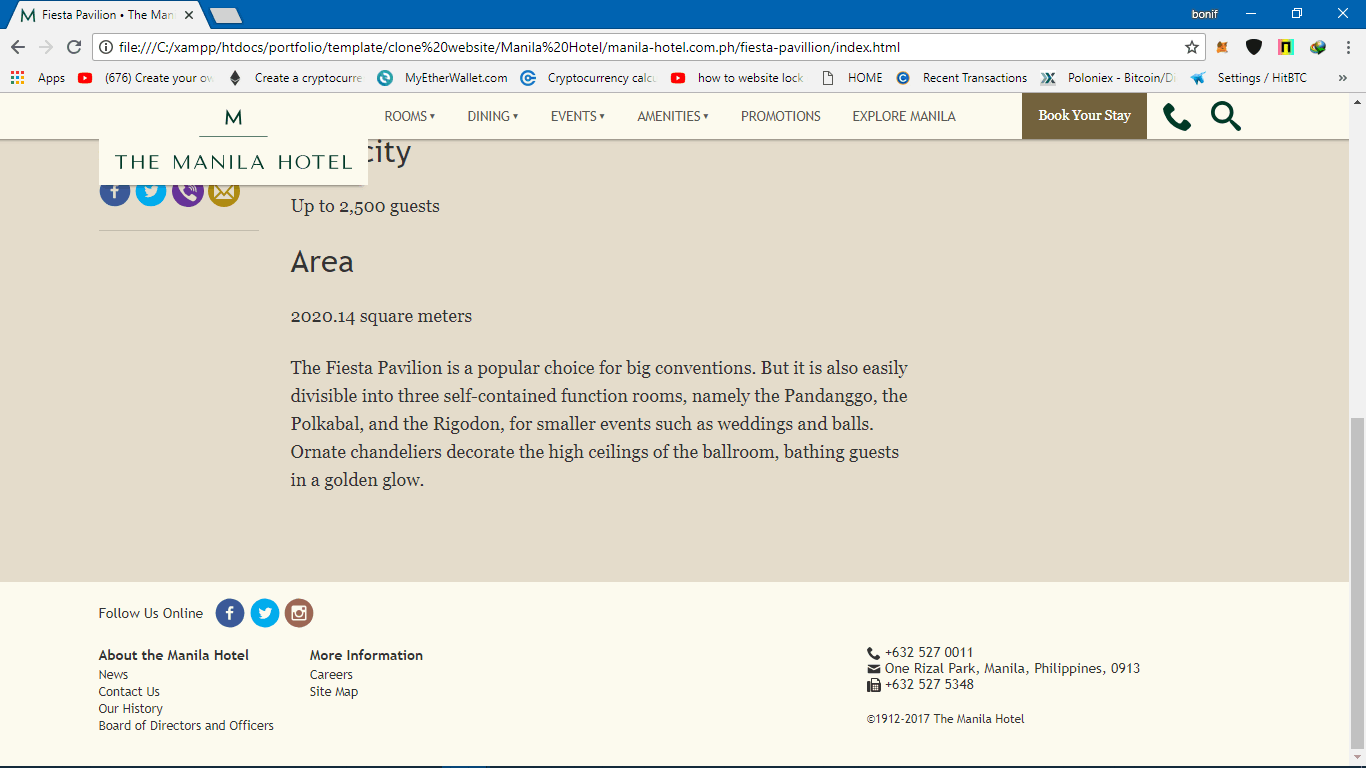 Fiesta Pavilion • The Man
bonif
file:///C:/xampp/htdocs/portfolio/template/clone%20website/Manila%20Hotel/manila-hotel.com.ph/fiesta-pavillion/index.html
Apps (676) Create your ow Create a cryptocurre MyEtherWallet.com Cryptocurrency calcu how to website lock HOME Recent Transactions Poloniex - Bitcoin/Di Settings / HitBTC »
M
THE MANILA HOTEL
ROOMS ▾ DINING ▾ EVENTS ▾ AMENITIES ▾ PROMOTIONS EXPLORE MANILA Book Your Stay
city
Up to 2,500 guests
Area
2020.14 square meters
The Fiesta Pavilion is a popular choice for big conventions. But it is also easily
divisible into three self-contained function rooms, namely the Pandanggo, the
Polkabal, and the Rigodon, for smaller events such as weddings and balls.
Ornate chandeliers decorate the high ceilings of the ballroom, bathing guests
in a golden glow.
Follow Us Online
About the Manila Hotel
News
Contact Us
Our History
Board of Directors and Officers
More Information
Careers
Site Map
+632 527 0011
One Rizal Park, Manila, Philippines, 0913
+632 527 5348
©1912-2017 The Manila Hotel